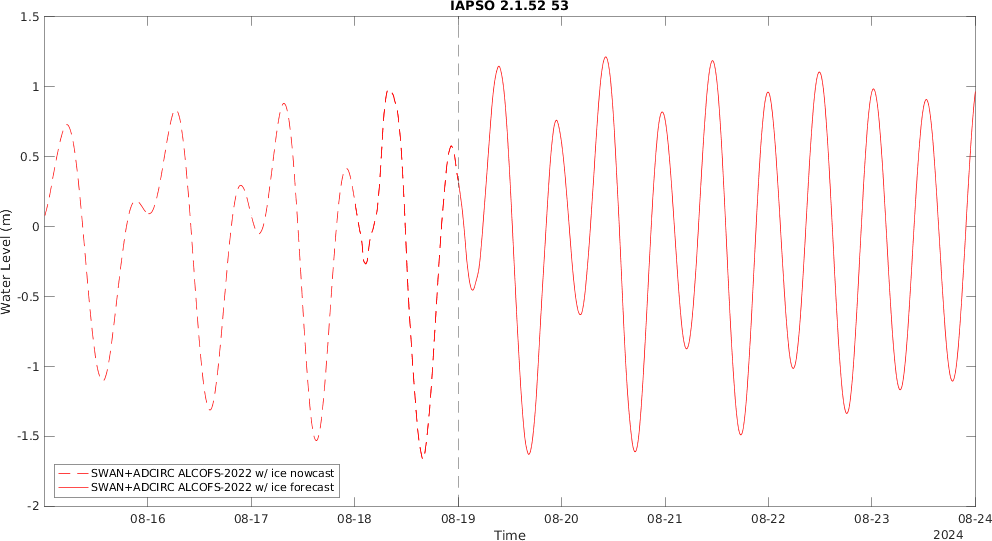 IAPSO 2.1.52 53
1.5
1
0.5
0
-0.5
-1
-1.5
-2
Water Level (m)
SWAN+ADCIRC ALCOFS-2022 w/ ice nowcast
SWAN+ADCIRC ALCOFS-2022 w/ ice forecast
08-16 08-17 08-18 08-19 08-20 08-21 08-22 08-23 08-24
Time
2024